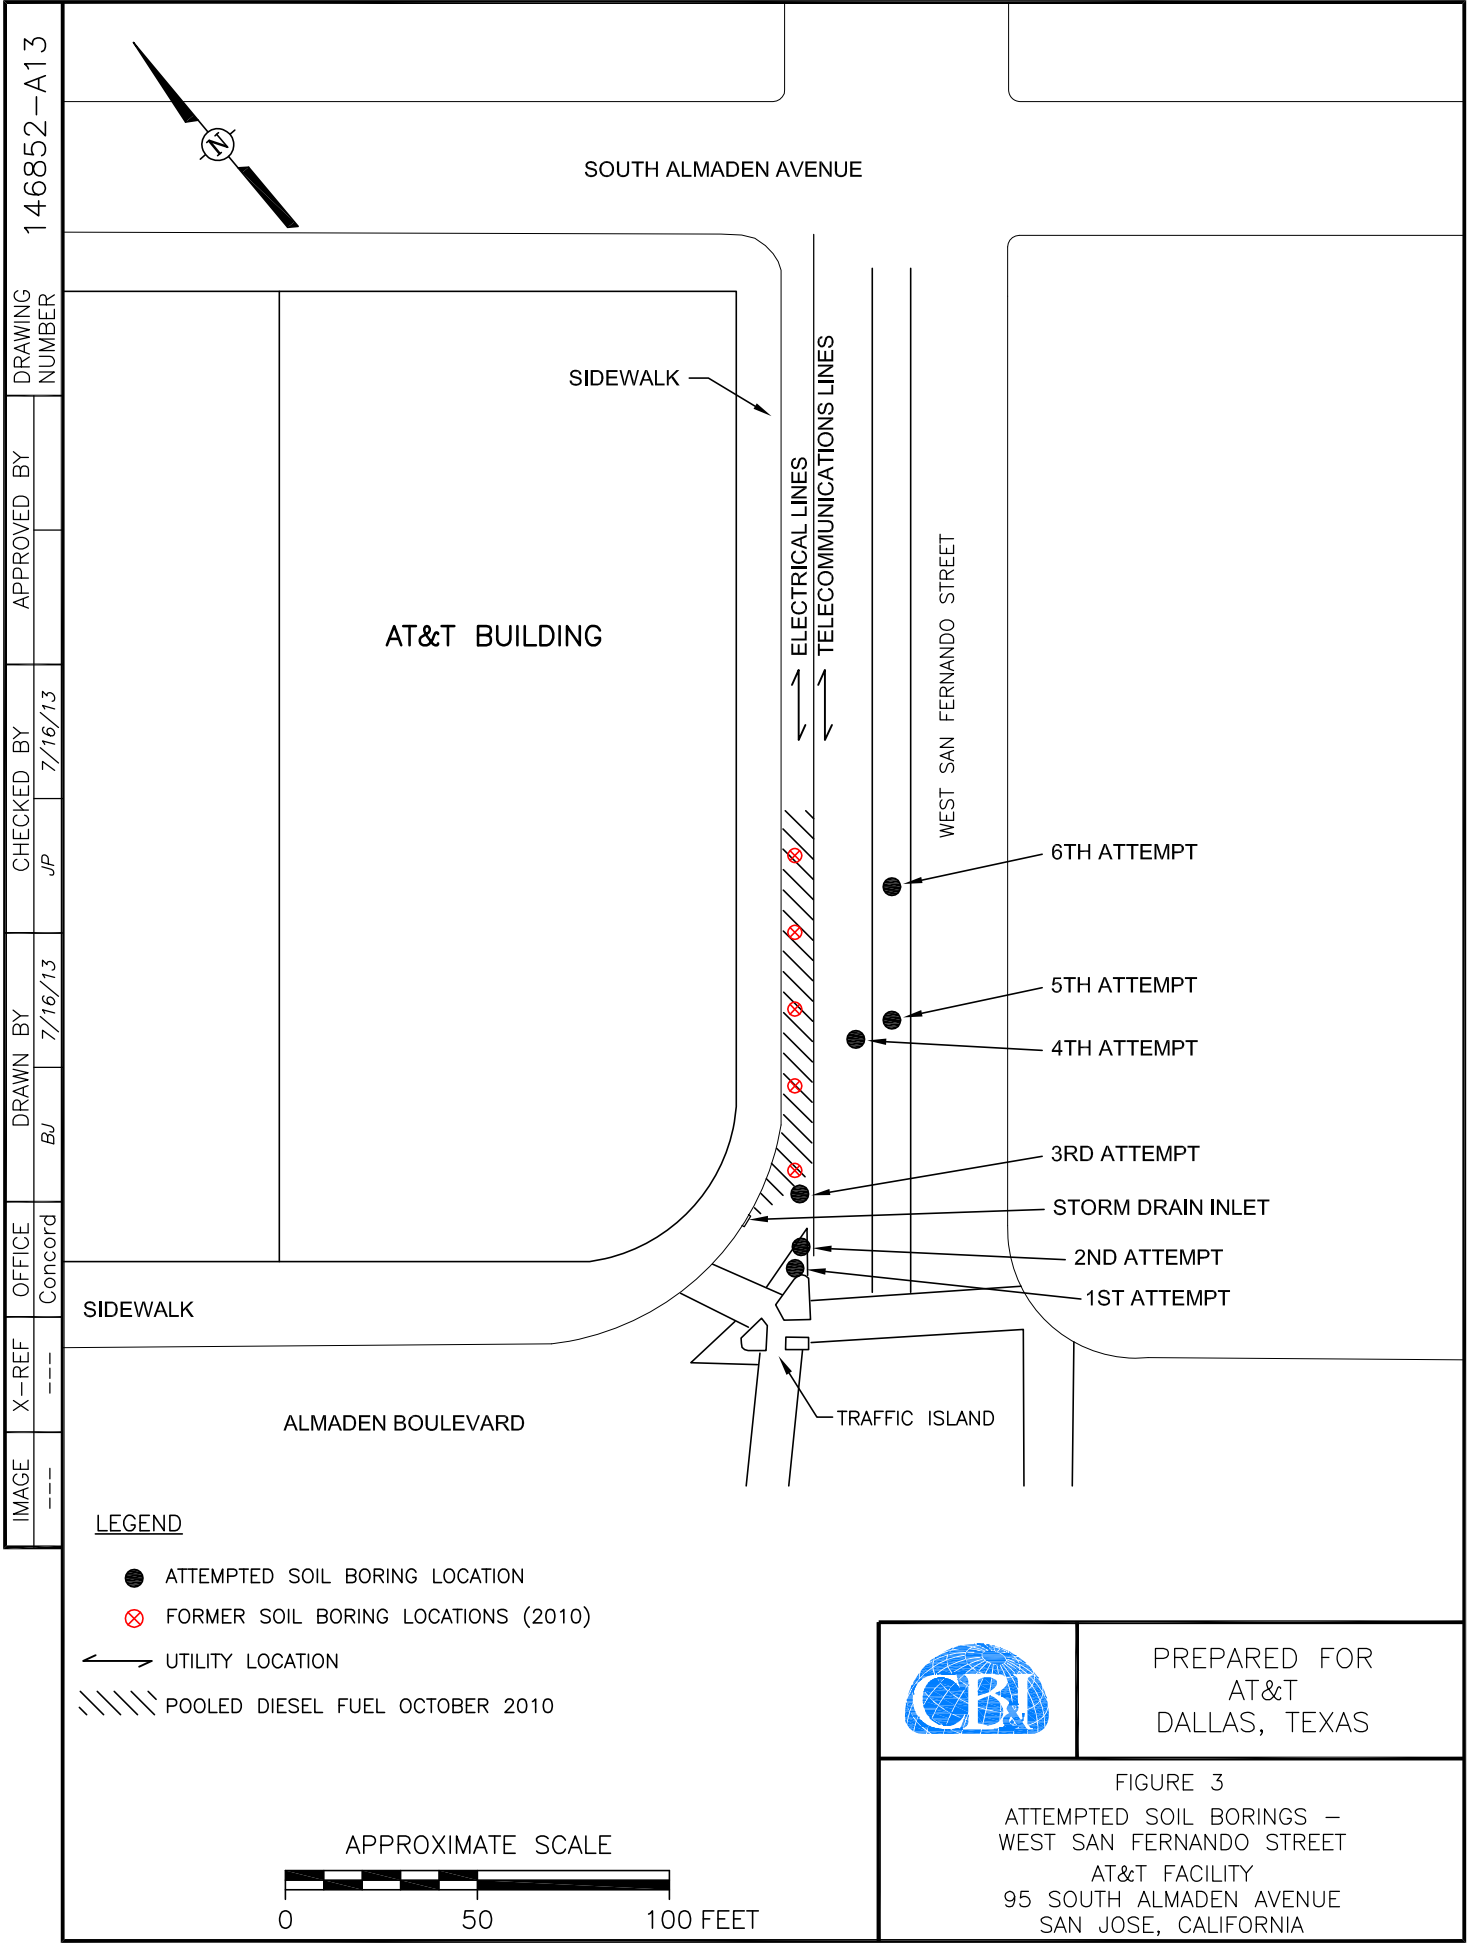 146852-A13
DRAWING
NUMBER
APPROVED BY
CHECKED BY
JP
7/16/13
DRAWN BY
BJ
7/16/13
OFFICE
Concord
X-REF
---
IMAGE
---
N
SOUTH ALMADEN AVENUE
SIDEWALK
ELECTRICAL LINES
TELECOMMUNICATIONS LINES
WEST SAN FERNANDO STREET
AT&T BUILDING
6TH ATTEMPT
5TH ATTEMPT
4TH ATTEMPT
3RD ATTEMPT
STORM DRAIN INLET
2ND ATTEMPT
1ST ATTEMPT
SIDEWALK
TRAFFIC ISLAND
ALMADEN BOULEVARD
LEGEND
ATTEMPTED SOIL BORING LOCATION
FORMER SOIL BORING LOCATIONS (2010)
UTILITY LOCATION
POOLED DIESEL FUEL OCTOBER 2010
APPROXIMATE SCALE
0 50 100 FEET
CB&I
PREPARED FOR
AT&T
DALLAS, TEXAS
FIGURE 3
ATTEMPTED SOIL BORINGS -
WEST SAN FERNANDO STREET
AT&T FACILITY
95 SOUTH ALMADEN AVENUE
SAN JOSE, CALIFORNIA